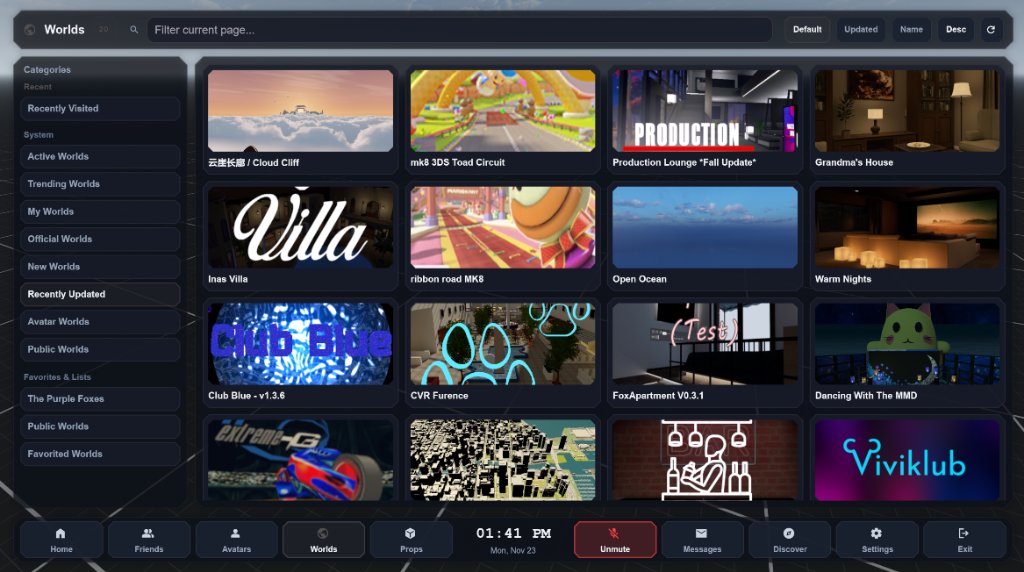 Worlds 20
Filter current page...
Default
Updated
Name
Desc
Categories
Recent
Recently Visited
System
Active Worlds
Trending Worlds
My Worlds
Official Worlds
New Worlds
Recently Updated
Avatar Worlds
Public Worlds
Favorites & Lists
The Purple Foxes
Public Worlds
Favorited Worlds
云崖长廊 / Cloud Cliff
mk8 3DS Toad Circuit
PRODUCTION
Production Lounge *Fall Update*
Grandma's House
Villa
Inas Villa
ribbon road MK8
Open Ocean
Warm Nights
Club Blue
Club Blue - v1.3.6
CVR Furence
(Test)
FoxApartment V0.3.1
Dancing With The MMD
eXtreme-G
Viviklub
Home
Friends
Avatars
Worlds
Props
01:41 PM
Mon, Nov 23
Unmute
Messages
Discover
Settings
Exit